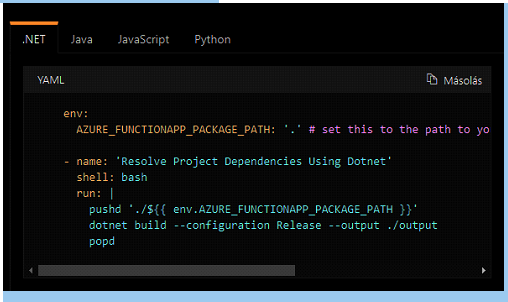 .NET Java JavaScript Python
YAML Másolás
env:
AZURE_FUNCTIONAPP_PACKAGE_PATH: '.' # set this to the path to yo
- name: 'Resolve Project Dependencies Using Dotnet'
shell: bash
run: |
pushd './${{ env.AZURE_FUNCTIONAPP_PACKAGE_PATH }}'
dotnet build --configuration Release --output ./output
popd